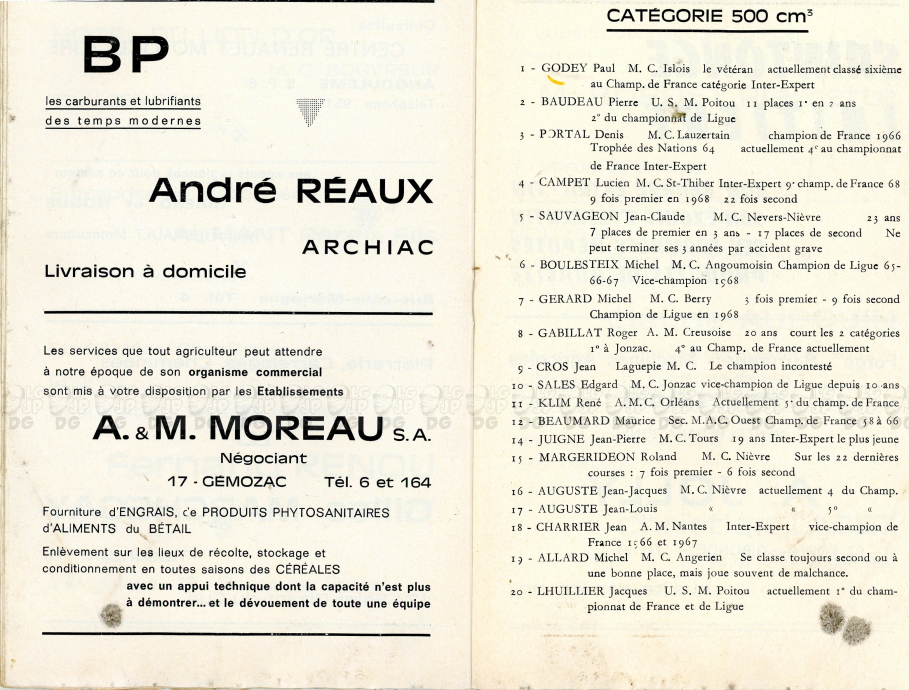 BP
les carburants et lubrifiants
des temps modernes
André RÉAUX
ARCHIAC
Livraison à domicile
Les services que tout agriculteur peut attendre
à notre époque de son organisme commercial
sont mis à votre disposition par les Etablissements
A. & M. MOREAU S.A.
Négociant
17 - GÉMOZAC Tél. 6 et 164
Fourniture d'ENGRAIS, de PRODUITS PHYTOSANITAIRES
d'ALIMENTS du BÉTAIL
Enlèvement sur les lieux de récolte, stockage et
conditionnement en toutes saisons des CÉRÉALES
avec un appui technique dont la capacité n'est plus
à démontrer... et le dévouement de toute une équipe
CATÉGORIE 500 cm³
1 - GODEY Paul M. C. Islois le vétéran actuellement classé sixième
au Champ. de France catégorie Inter-Expert
2 - BAUDEAU Pierre U. S. M. Poitou 11 places 1° en 2 ans
2° du championnat de Ligue
3 - PORTAL Denis M. C. Lauzertain champion de France 1966
Trophée des Nations 64 actuellement 4e au championnat
de France Inter-Expert
4 - CAMPET Lucien M. C. St-Thiber Inter-Expert 9° champ. de France 68
9 fois premier en 1968 22 fois second
5 - SAUVAGEON Jean-Claude M. C. Nevers-Nièvre 23 ans
7 places de premier en 3 ans - 17 places de second Ne
peut terminer ses 3 années par accident grave
6 - BOULESTEIX Michel M. C. Angoumoisin Champion de Ligue 65-
66-67 Vice-champion 1968
7 - GERARD Michel M. C. Berry 3 fois premier - 9 fois second
Champion de Ligue en 1968
8 - GABILLAT Roger A. M. Creusoise 20 ans court les 2 catégories
1° à Jonzac. 4° au Champ. de France actuellement
9 - CROS Jean Laguepie M. C. Le champion incontesté
10 - SALES Edgard M. C. Jonzac vice-champion de Ligue depuis 10 ans
11 - KLIM René A.M.C. Orléans Actuellement 5° du champ. de France
12 - BEAUMARD Maurice Sec. M.A.C. Ouest Champ. de France 58 à 66
14 - JUIGNE Jean-Pierre M. C. Tours 19 ans Inter-Expert le plus jeune
15 - MARGERIDEON Roland M. C. Nièvre Sur les 22 dernières
courses : 7 fois premier - 6 fois second
16 - AUGUSTE Jean-Jacques M. C. Nièvre actuellement 4 du Champ.
17 - AUGUSTE Jean-Louis « « 5° «
18 - CHARRIER Jean A. M. Nantes Inter-Expert vice-champion de
France 1566 et 1967
19 - ALLARD Michel M. C. Angerien Se classe toujours second ou à
une bonne place, mais joue souvent de malchance.
20 - LHUILLIER Jacques U. S. M. Poitou actuellement 1° du cham-
pionnat de France et de Ligue